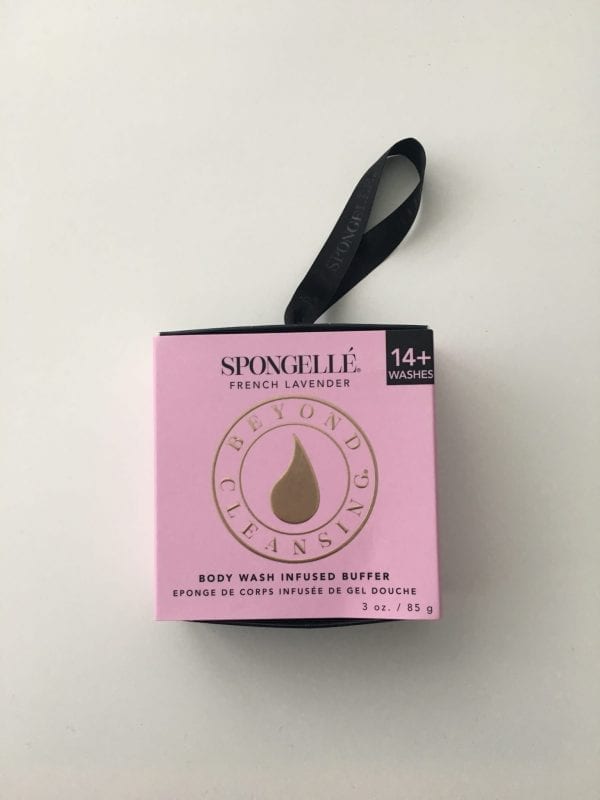 SPONGELLÉ
SPONGELLÉ®
FRENCH LAVENDER
14+
WASHES
BEYOND
CLEANSING®
BODY WASH INFUSED BUFFER
EPONGE DE CORPS INFUSÉE DE GEL DOUCHE
3 oz. / 85 g